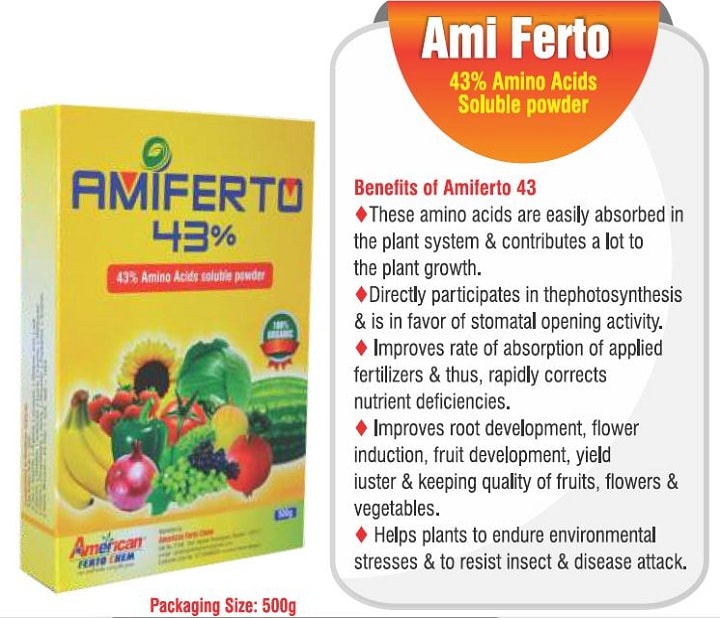 Ami Ferto
43% Amino Acids
Soluble powder
AMIFERTO
43%
43% Amino Acids soluble powder
100%
ORGANIC
500g
American
FERTO CHEM
American Ferto Chem
Packaging Size: 500g
Benefits of Amiferto 43
♦These amino acids are easily absorbed in
the plant system & contributes a lot to
the plant growth.
♦Directly participates in thephotosynthesis
& is in favor of stomatal opening activity.
♦ Improves rate of absorption of applied
fertilizers & thus, rapidly corrects
nutrient deficiencies.
♦ Improves root development, flower
induction, fruit development, yield
iuster & keeping quality of fruits, flowers &
vegetables.
♦ Helps plants to endure environmental
stresses & to resist insect & disease attack.